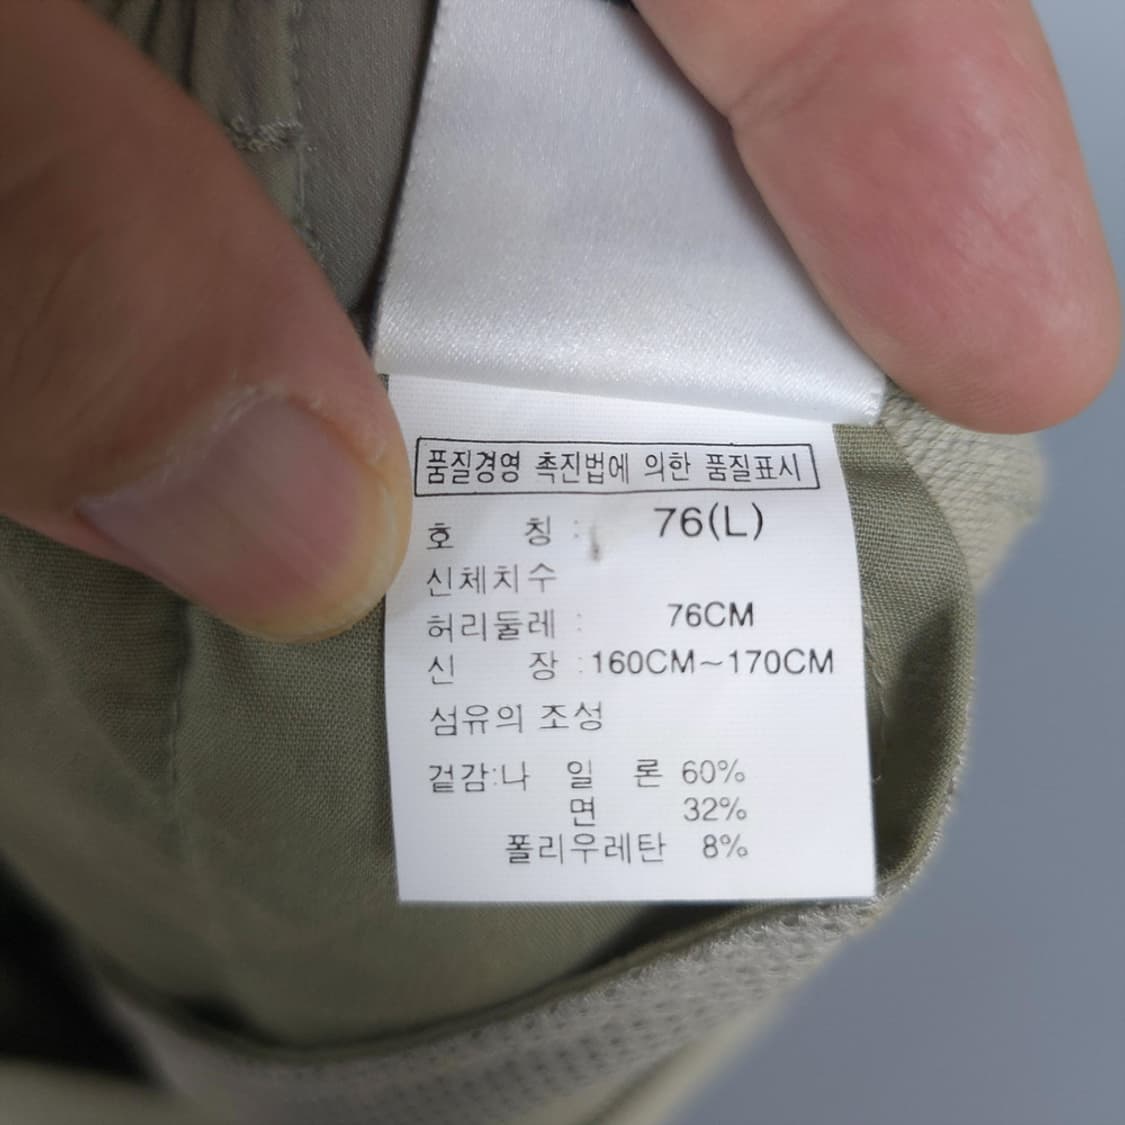 품질경영 촉진법에 의한 품질표시
호 칭 : 76(L)
신체치수
허리둘레 : 76CM
신 장 : 160CM~170CM
섬유의 조성
겉감:나 일 론 60%
면 32%
폴리우레탄 8%